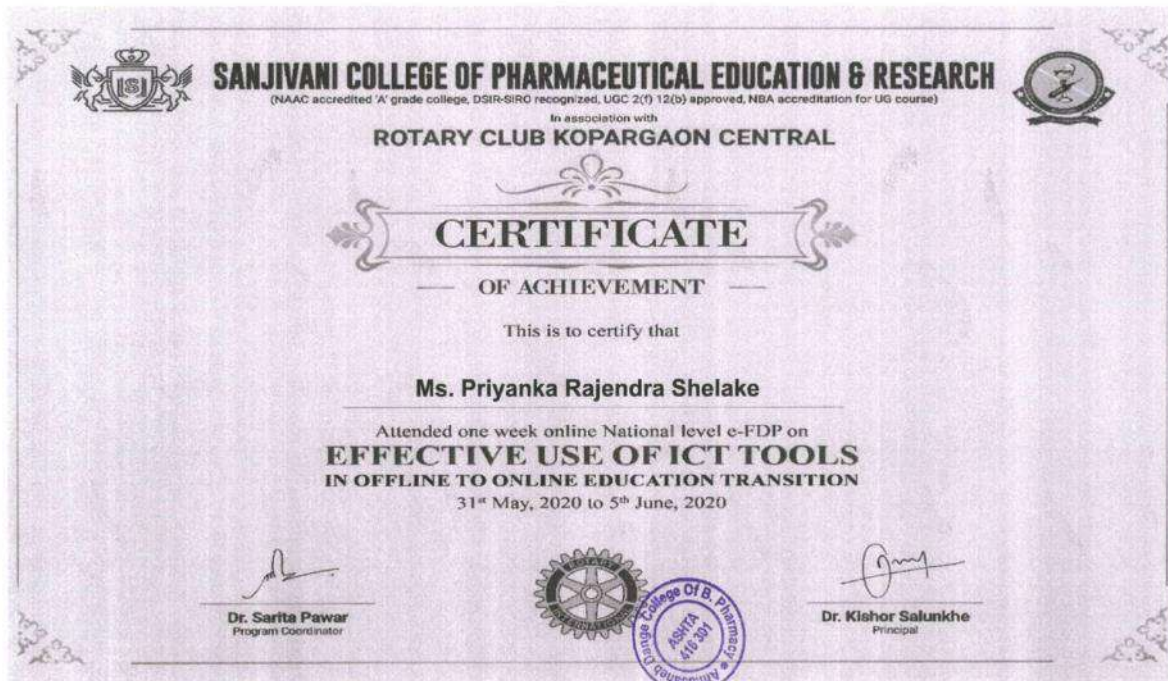 SANJIVANI COLLEGE OF PHARMACEUTICAL EDUCATION & RESEARCH
(NAAC accredited 'A' grade college, DSIR-SIRO recognized, UGC 2(f) 12(b) approved, NBA accreditation for UG course)
In association with
ROTARY CLUB KOPARGAON CENTRAL
CERTIFICATE
OF ACHIEVEMENT
This is to certify that
Ms. Priyanka Rajendra Shelake
Attended one week online National level e-FDP on
EFFECTIVE USE OF ICT TOOLS
IN OFFLINE TO ONLINE EDUCATION TRANSITION
31st May, 2020 to 5th June, 2020
Dr. Sarita Pawar
Program Coordinator
ROTARY
INTERNATIONAL
Dange College Of B. Pharmacy
ASHTA
416 301
Dr. Kishor Salunkhe
Principal